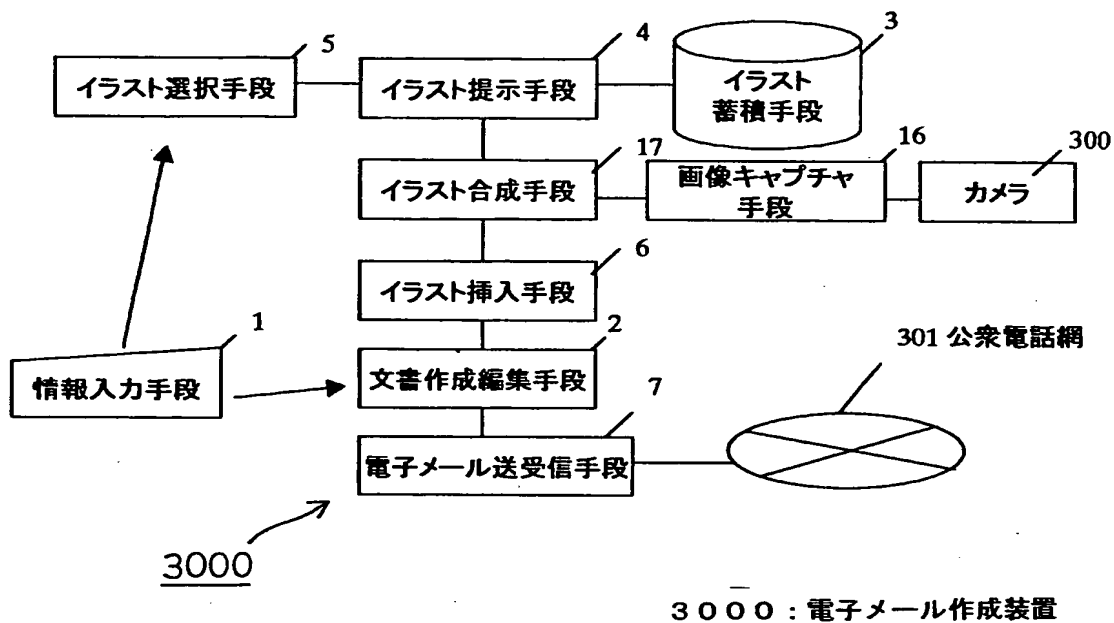 5
4
3
イラスト選択手段
イラスト提示手段
イラスト
蓄積手段
17
16
300
イラスト合成手段
画像キャプチャ
手段
カメラ
6
イラスト挿入手段
1
2
301 公衆電話網
情報入力手段
文書作成編集手段
7
電子メール送受信手段
3000
3000:電子メール作成装置